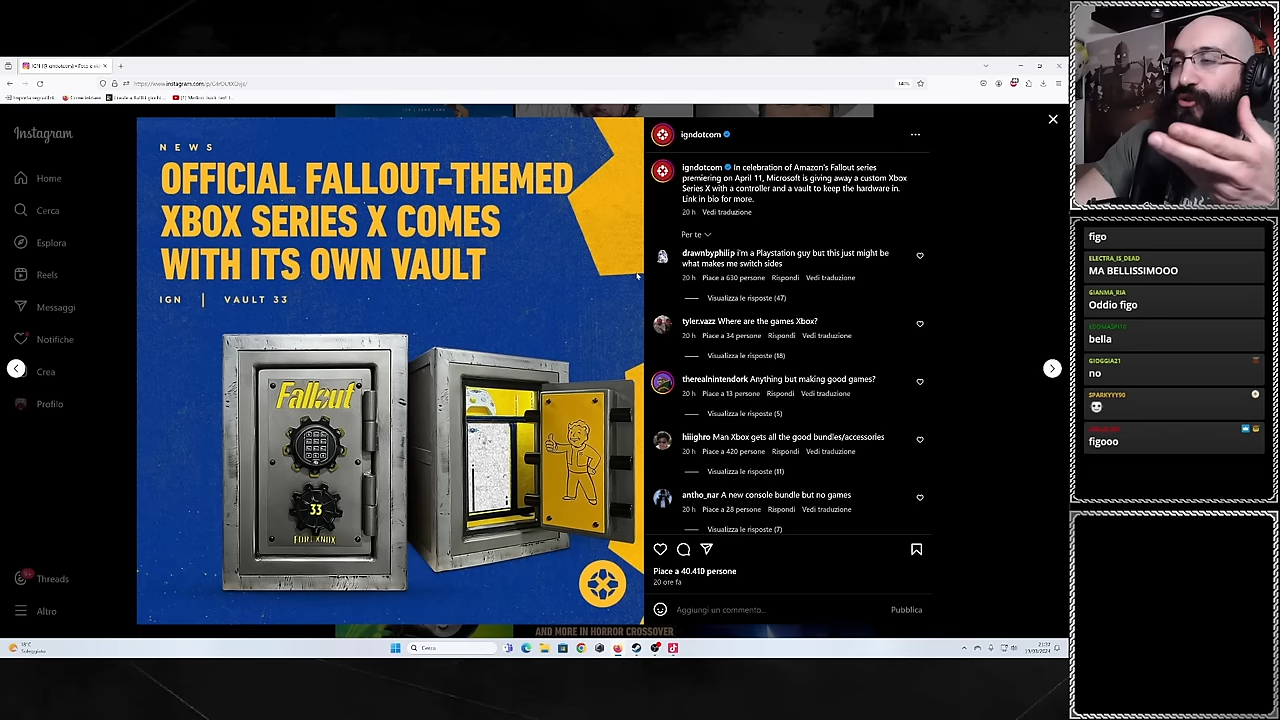 Instagram
Home
Cerca
Esplora
Reels
Messaggi
Notifiche
Crea
Profilo
Threads
Altro
NEWS
OFFICIAL FALLOUT-THEMED
XBOX SERIES X COMES
WITH ITS OWN VAULT
IGN | VAULT 33
Fallout
33
AND MORE IN HORROR CROSSOVER
igndotcom
igndotcom In celebration of Amazon's Fallout series
premiering on April 11, Microsoft is giving away a custom Xbox
Series X with a controller and a vault to keep the hardware in.
Link in bio for more.
20 h Vedi traduzione
Per te
drawnbyphilip i'm a Playstation guy but this just might be
what makes me switch sides
20 h Piace a 630 persone Rispondi Vedi traduzione
Visualizza le risposte (47)
tyler.vazz Where are the games Xbox?
20 h Piace a 34 persone Rispondi Vedi traduzione
Visualizza le risposte (18)
therealnintendork Anything but making good games?
20 h Piace a 13 persone Rispondi Vedi traduzione
Visualizza le risposte (5)
hiiighro Man Xbox gets all the good bundles/accessories
20 h Piace a 420 persone Rispondi Vedi traduzione
Visualizza le risposte (11)
antho_nar A new console bundle but no games
20 h Piace a 28 persone Rispondi Vedi traduzione
Visualizza le risposte (7)
Piace a 40.410 persone
20 ore fa
Aggiungi un commento...
Pubblica
Cerca
figo
ELECTRA_IS_DEAD
MA BELLISSIMOOO
GIANMA_RIA
Oddio figo
bella
GIOGGIA21
no
SPARKYYY90
figooo